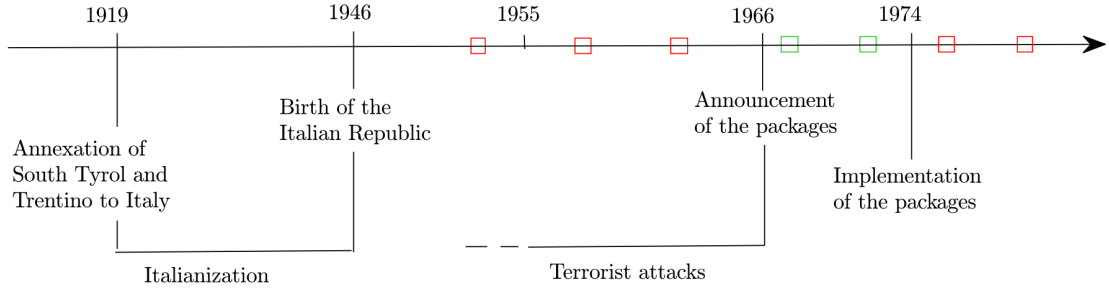 1919
1946
1955
1966
1974
Birth of the
Italian Republic
Announcement
of the packages
Annexation of
South Tyrol and
Trentino to Italy
Implementation
of the packages
Italianization
Terrorist attacks